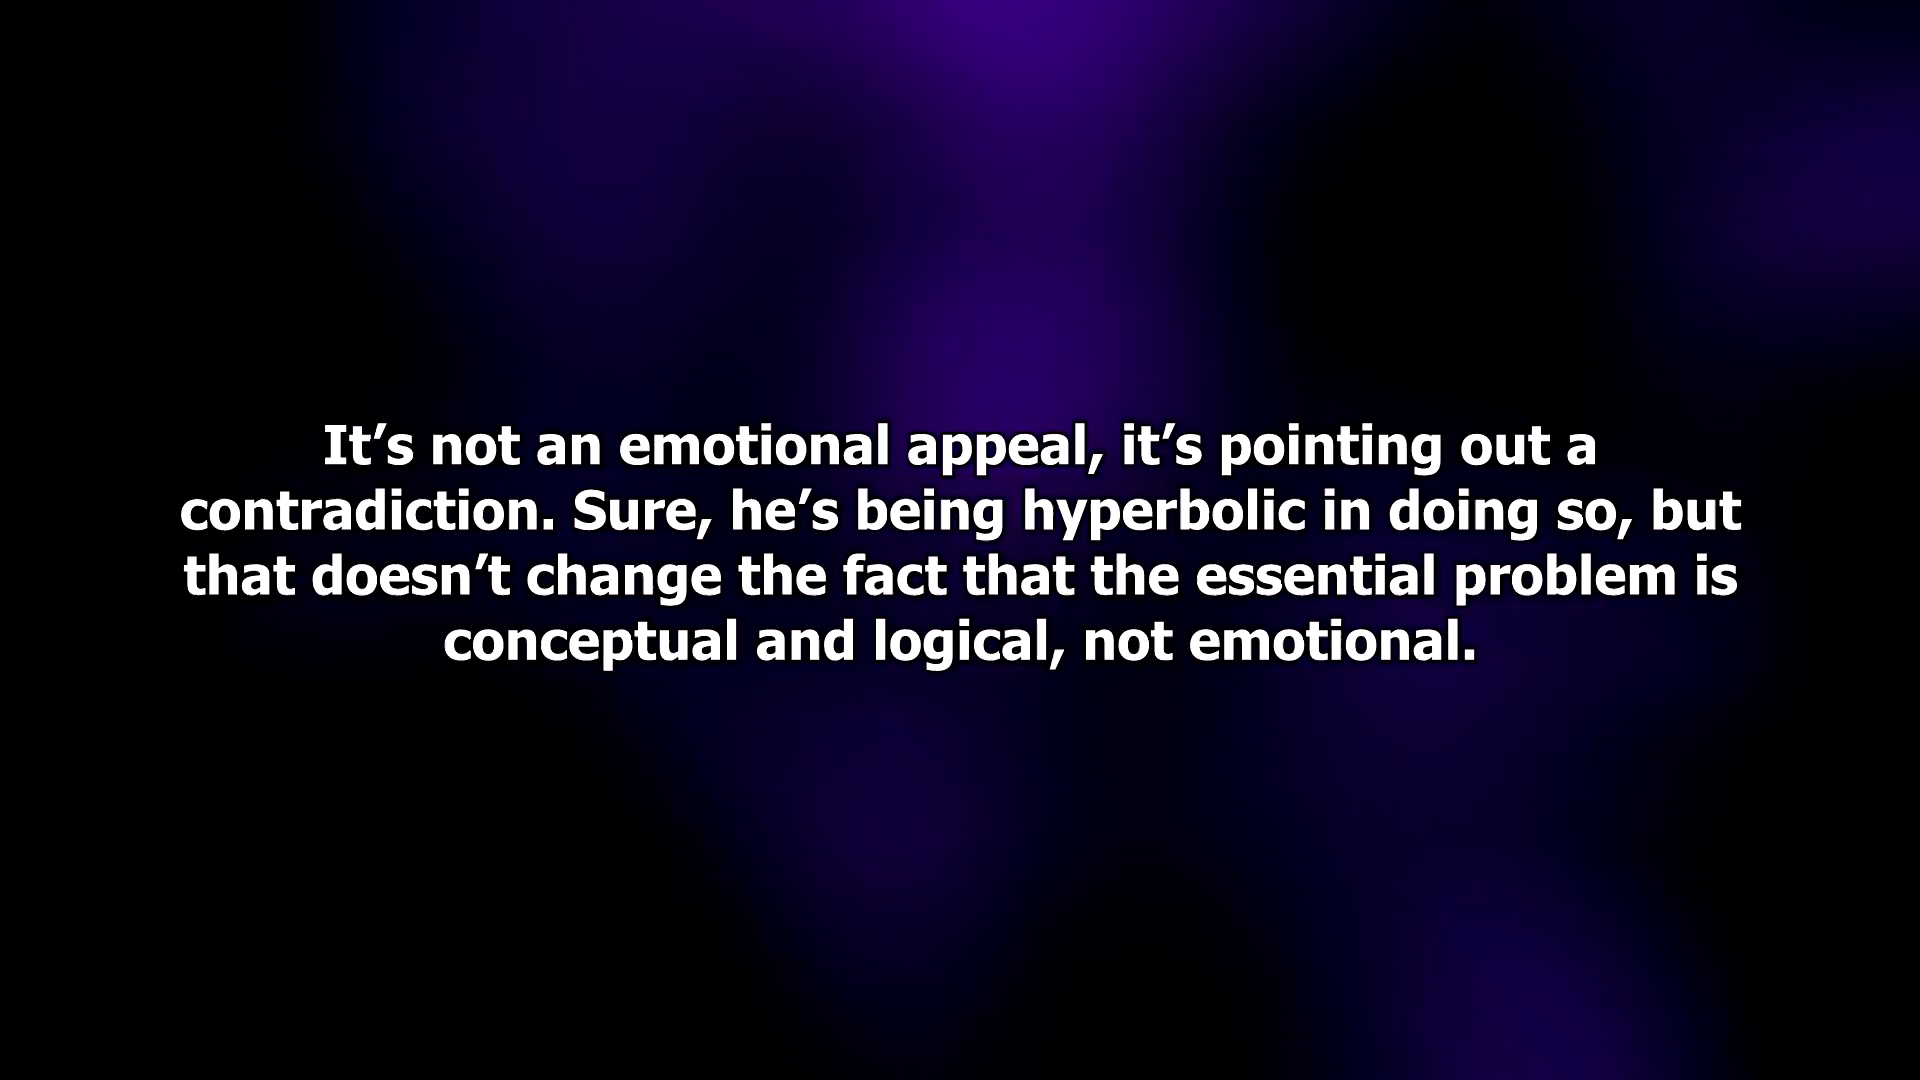 It’s not an emotional appeal, it’s pointing out a
contradiction. Sure, he’s being hyperbolic in doing so, but
that doesn’t change the fact that the essential problem is
conceptual and logical, not emotional.